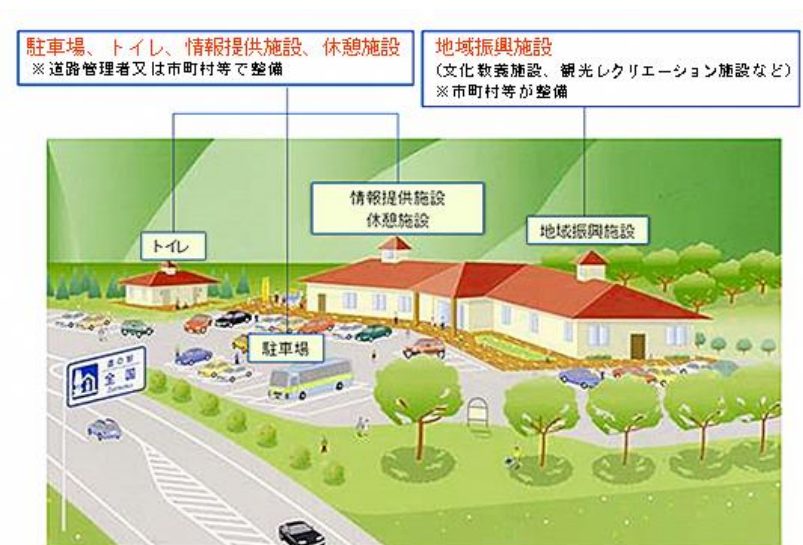 駐車場、トイレ、情報提供施設、休憩施設
※道路管理者又は市町村等で整備
地域振興施設
(文化教養施設、観光レクリエーション施設など)
※市町村等が整備
情報提供施設
休憩施設
トイレ
地域振興施設
駐車場
道の駅
全国